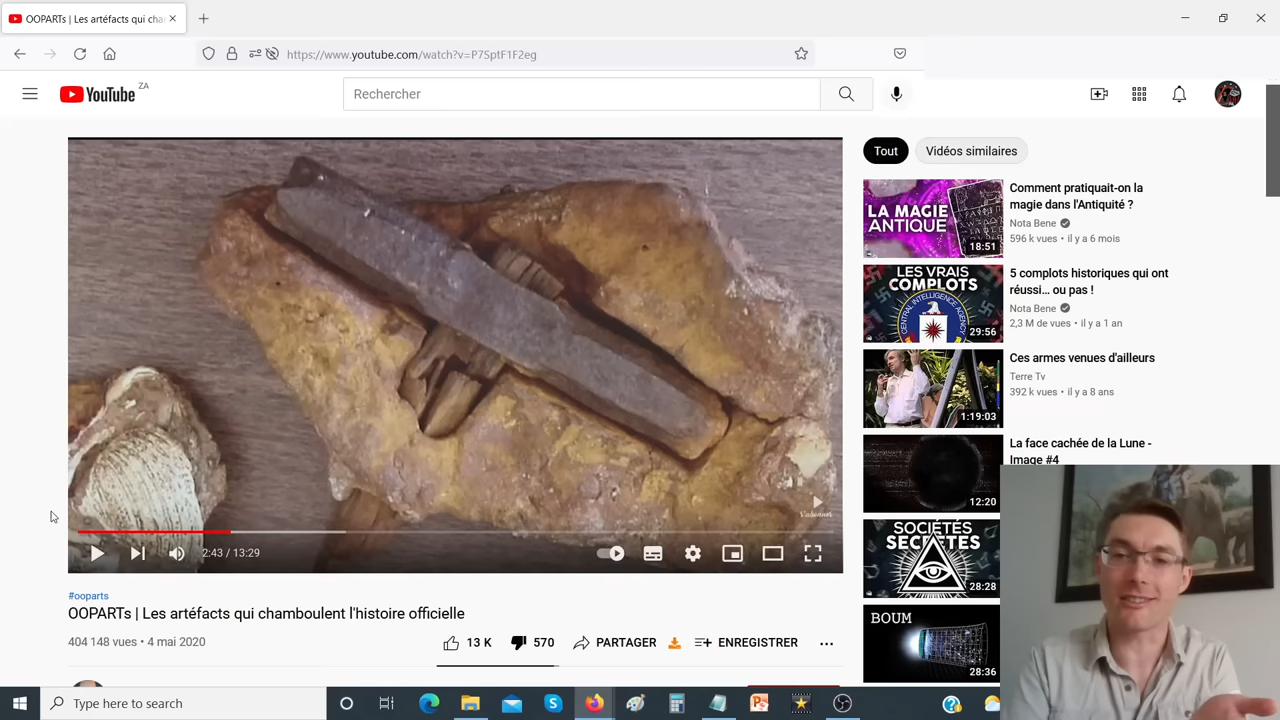 OOPARTs | Les artéfacts qui cha
https://www.youtube.com/watch?v=P7SptF1F2eg
YouTube ZA
Rechercher
Tout
Vidéos similaires
LA MAGIE
ANTIQUE
18:51
Comment pratiquait-on la
magie dans l'Antiquité ?
Nota Bene
596 k vues • il y a 6 mois
LES VRAIS
COMPLOTS
CENTRAL INTELLIGENCE AGENCY
29:56
5 complots historiques qui ont
réussi... ou pas !
Nota Bene
2,3 M de vues • il y a 1 an
1:19:03
Ces armes venues d'ailleurs
Terre Tv
392 k vues • il y a 8 ans
12:20
La face cachée de la Lune -
Image #4
SOCIÉTÉS
SECRÈTES
28:28
BOUM
28:36
2:43 / 13:29
#ooparts
OOPARTs | Les artéfacts qui chamboulent l'histoire officielle
404 148 vues • 4 mai 2020
13 K
570
PARTAGER
ENREGISTRER
Type here to search